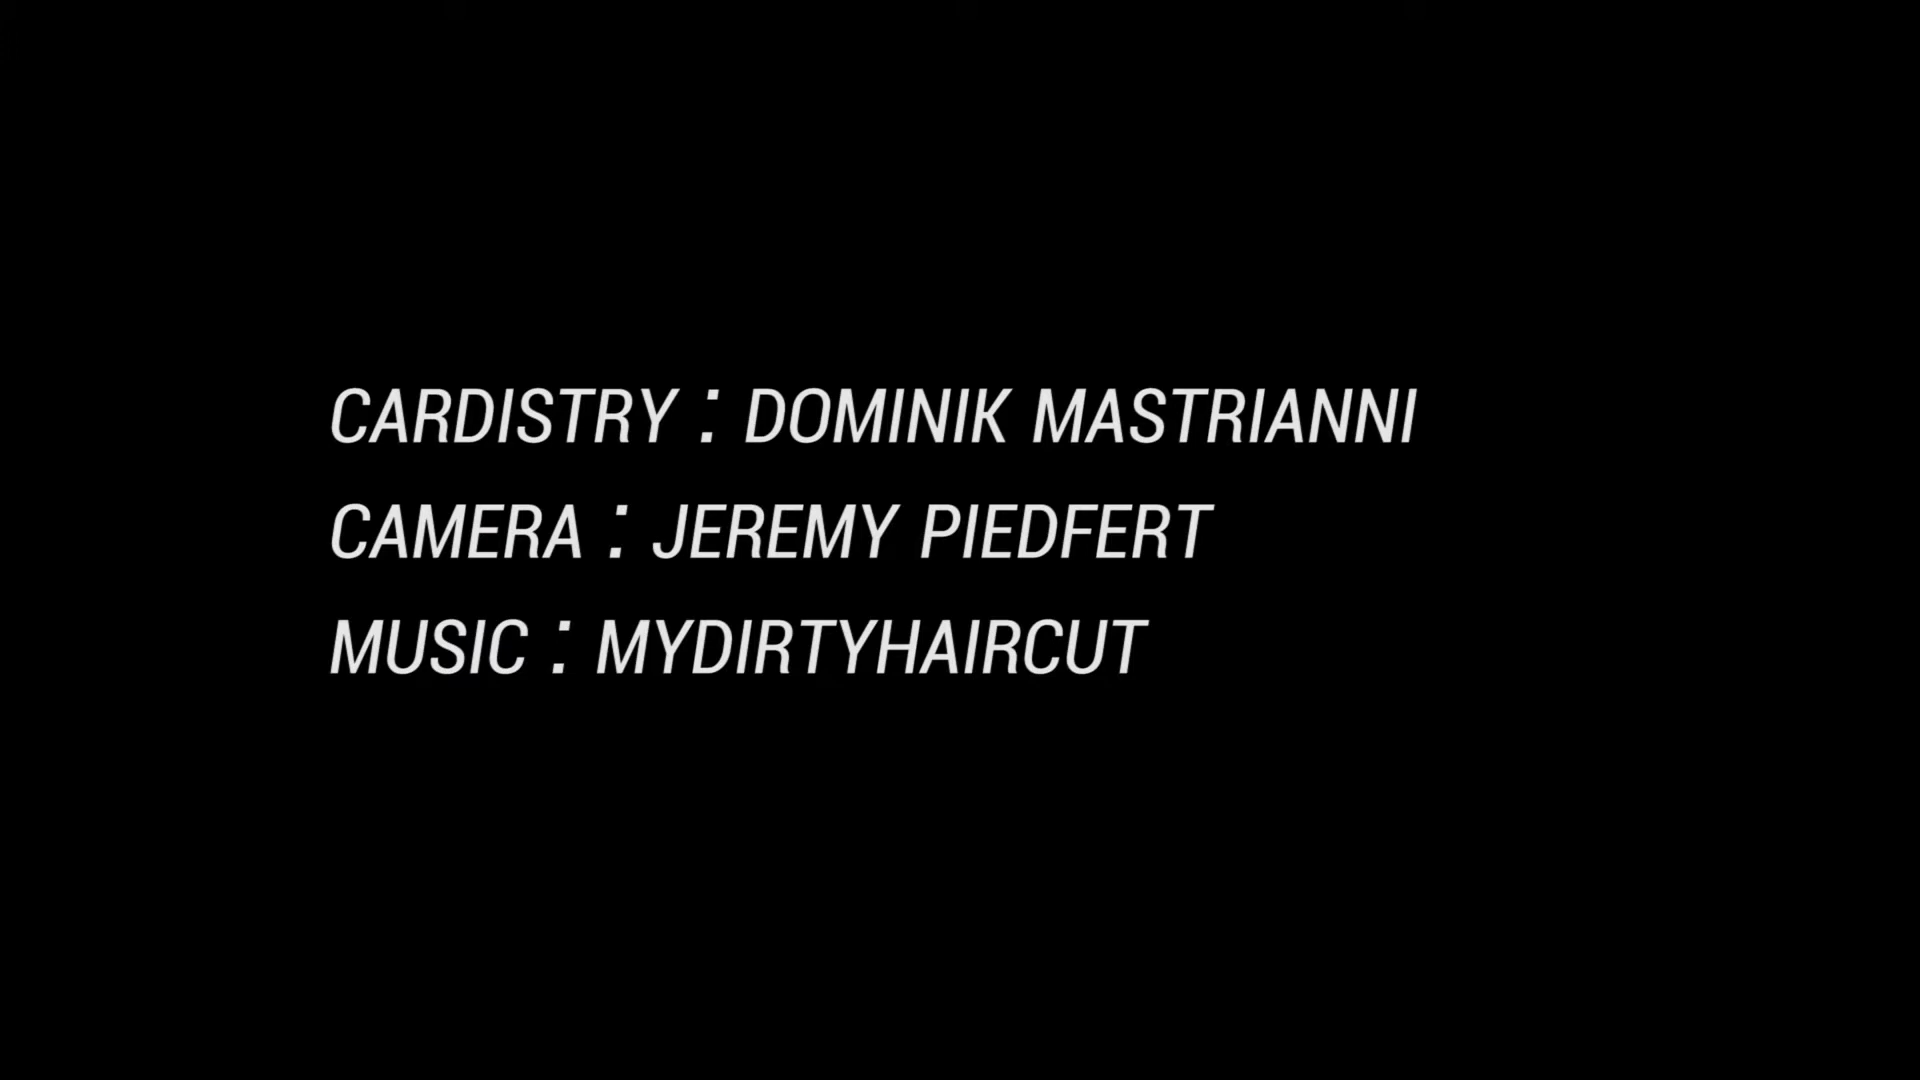 CARDISTRY : DOMINIK MASTRIANNI
CAMERA : JEREMY PIEDFERT
MUSIC : MYDIRTYHAIRCUT